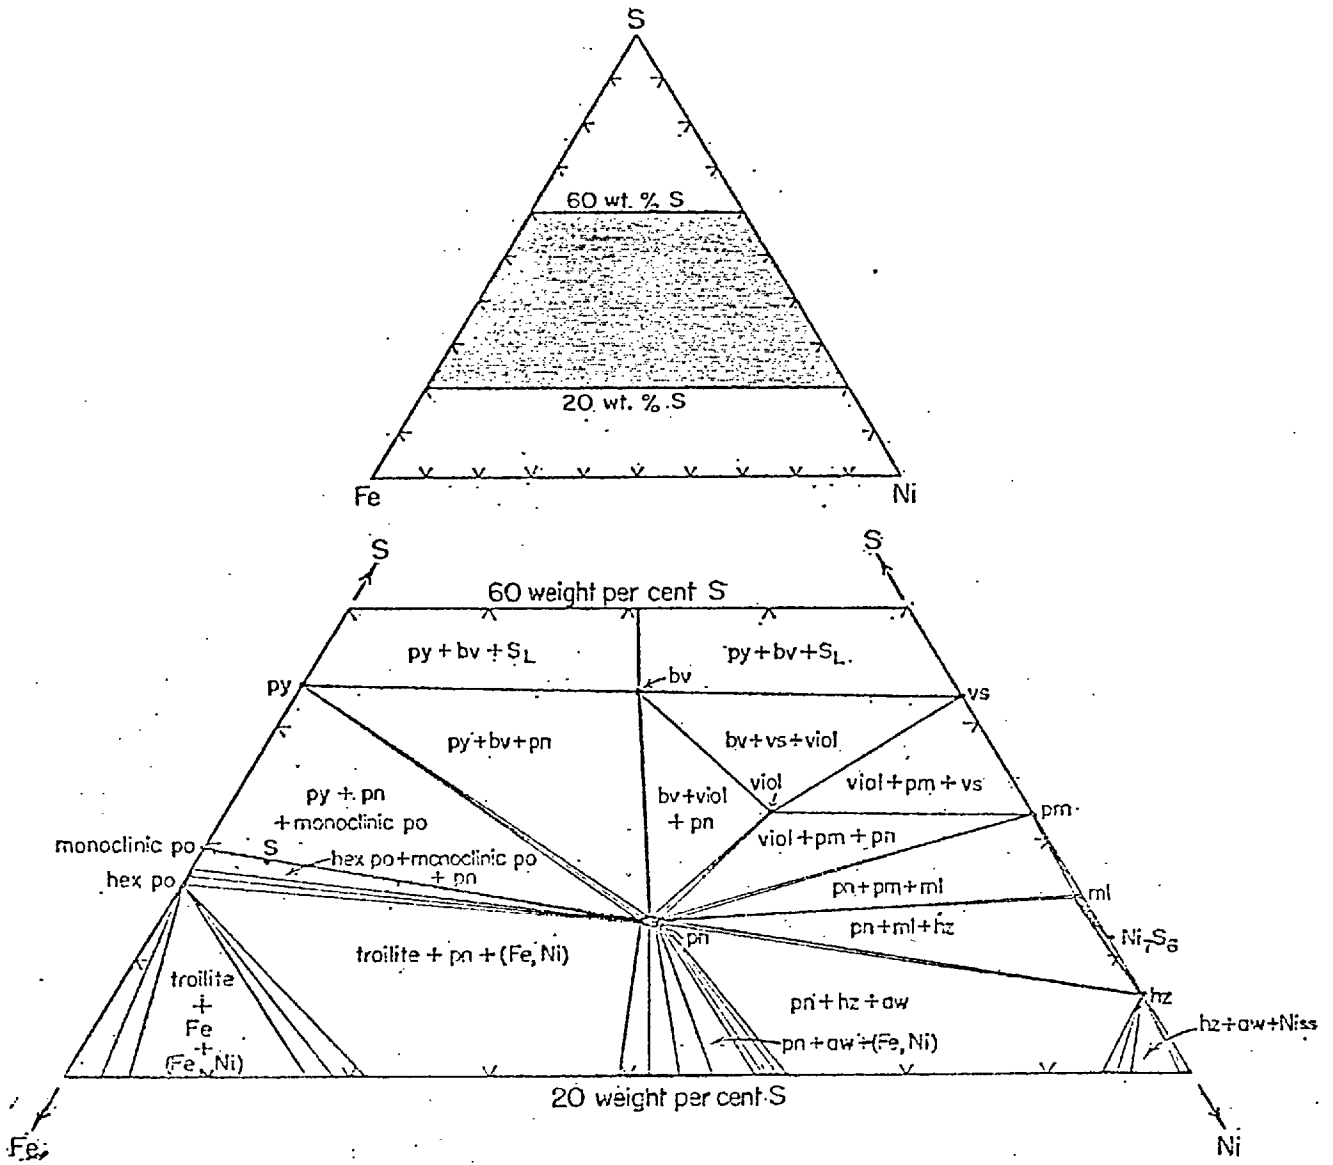 S
60 wt. % S
20 wt. % S
Fe
Ni
S
S
60 weight per cent S
py + bv + S_L
py + bv + S_L
py
bv
vs
py + bv + pn
bv + vs + viol
viol
viol + pm + vs
bv + viol
+ pn
pm
py + pn
+ monoclinic po
viol + pm + pn
monoclinic po
S
hex po + monoclinic po
+ pn
hex po
pn + pm + ml
ml
pn + ml + hz
Ni7S6
pn
troilite + pn + (Fe, Ni)
troilite
+
Fe
+
(Fe, Ni)
pn + hz + aw
hz
hz + aw + Niss
pn + aw + (Fe, Ni)
20 weight per cent S
Fe
Ni